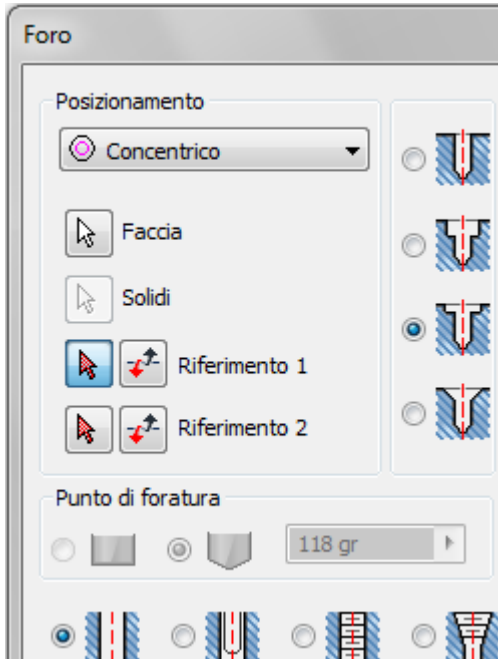 Foro
Posizionamento
Concentrico
Faccia
Solidi
Riferimento 1
Riferimento 2
Punto di foratura
118 gr